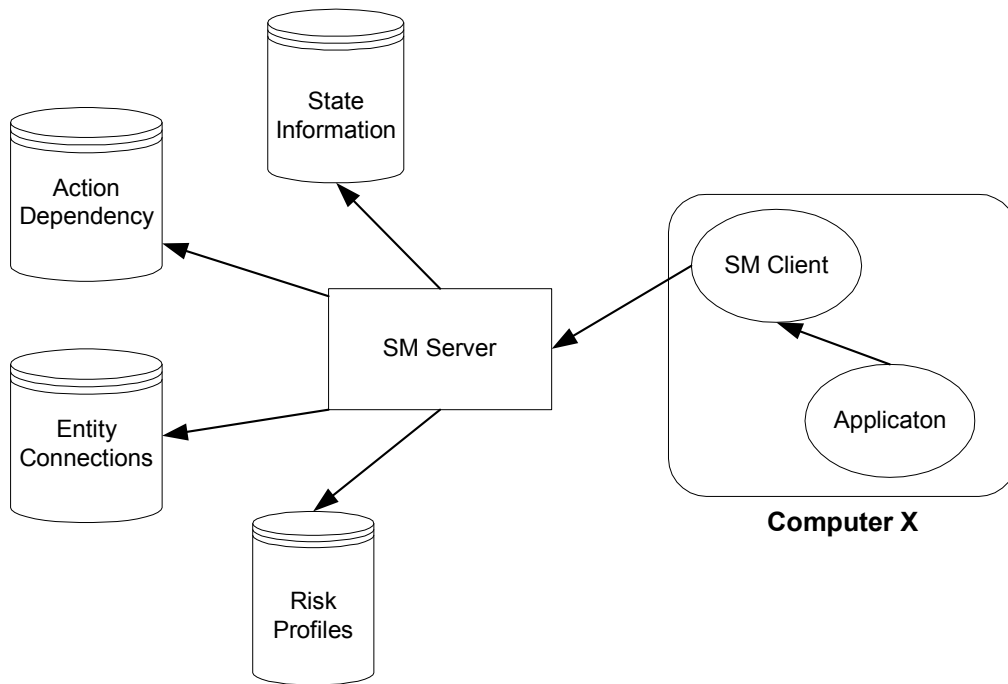 State
Information
Action
Dependency
SM Client
SM Server
Applicaton
Entity
Connections
Computer X
Risk
Profiles